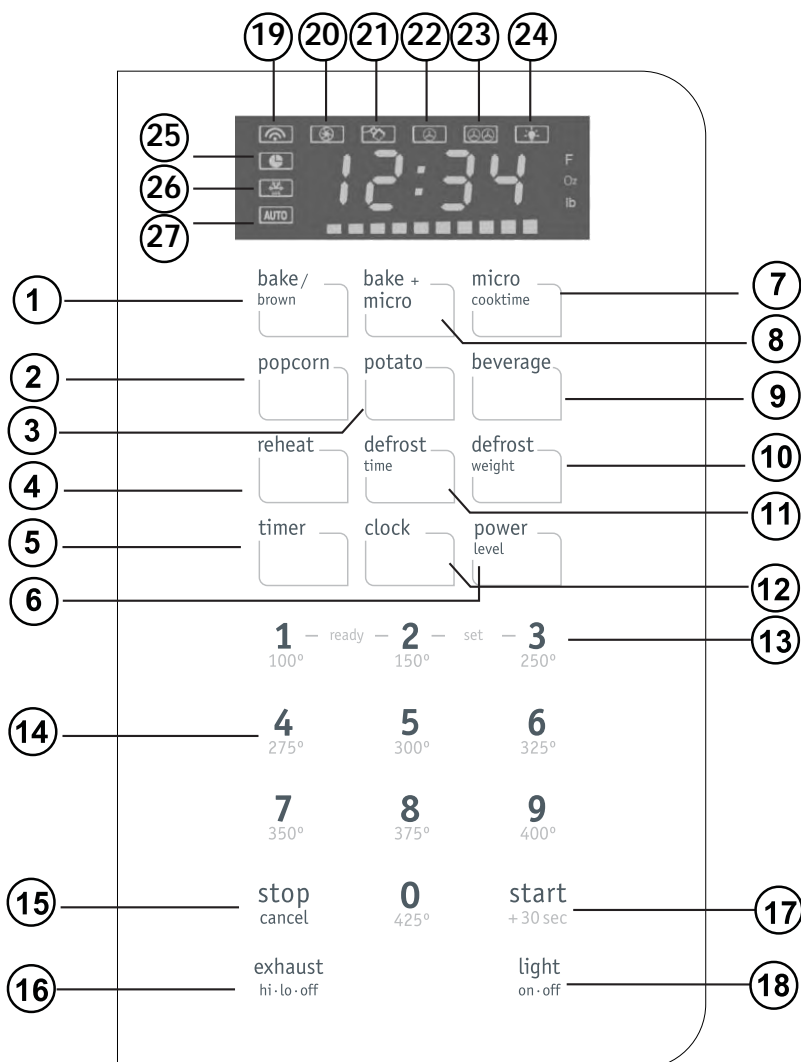 19 20 21 22 23 24
25
26
27
AUTO
12:34
F
Oz
lb
bake/ brown
bake + micro
micro cooktime
1
7
8
popcorn
potato
beverage
2
3
9
reheat
defrost time
defrost weight
4
10
11
timer
clock
power level
5
6
12
1 – ready – 2 – set – 3
100° 150° 250°
13
14
4 5 6
275° 300° 325°
7 8 9
350° 375° 400°
15
stop 0 start
cancel 425° +30 sec
17
16
exhaust light
hi·lo·off on·off
18